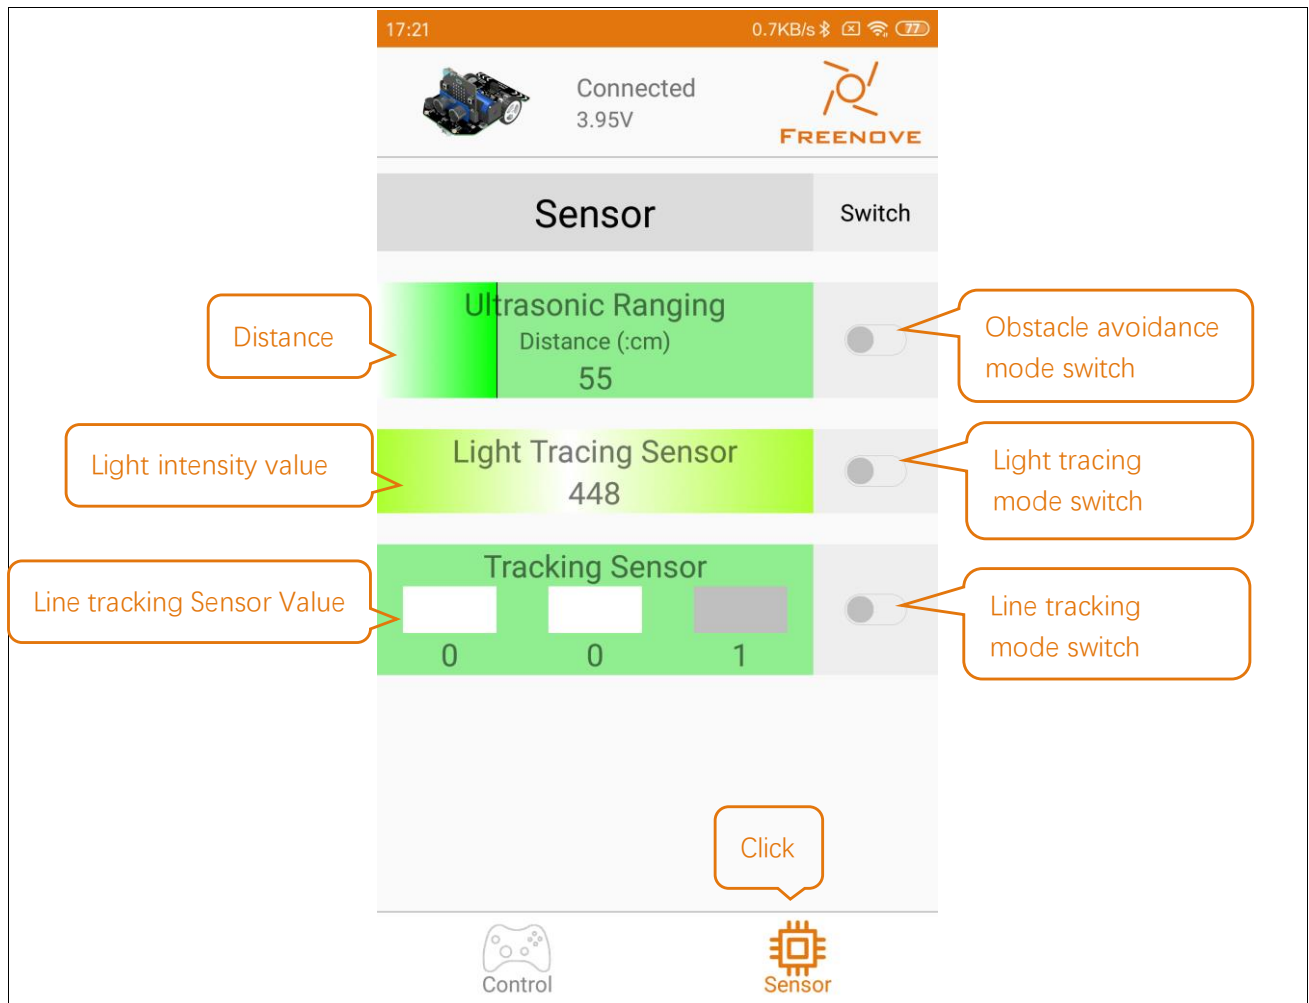 17:21
0.7KB/s
77
Connected
3.95V
FREENOVE
Sensor
Switch
Distance
Ultrasonic Ranging
Distance (:cm)
55
Obstacle avoidance
mode switch
Light intensity value
Light Tracing Sensor
448
Light tracing
mode switch
Line tracking Sensor Value
Tracking Sensor
0 0 1
Line tracking
mode switch
Click
Control
Sensor